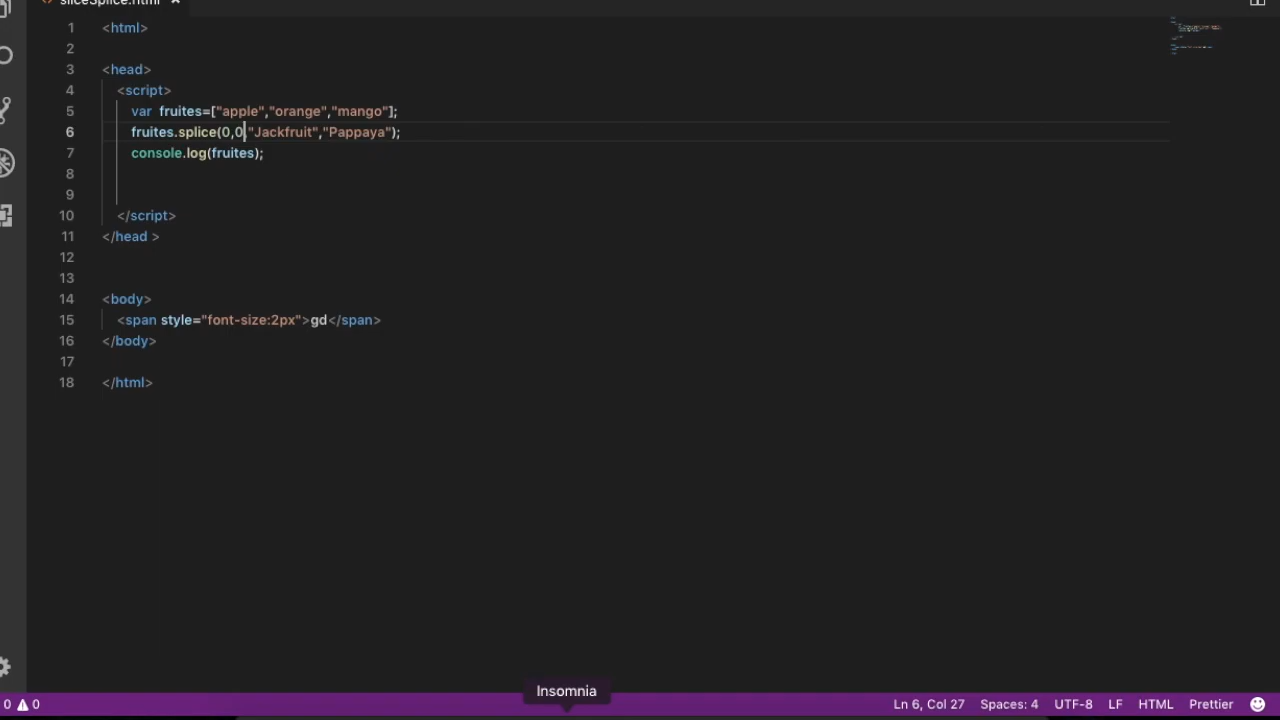 sliceSplice.html ×
1 <html>
2
3 <head>
4 <script>
5 var fruites=["apple","orange","mango"];
6 fruites.splice(0,0,"Jackfruit","Pappaya");
7 console.log(fruites);
8
9
10 </script>
11 </head >
12
13
14 <body>
15 <span style="font-size:2px">gd</span>
16 </body>
17
18 </html>
Insomnia
0 0 Ln 6, Col 27 Spaces: 4 UTF-8 LF HTML Prettier